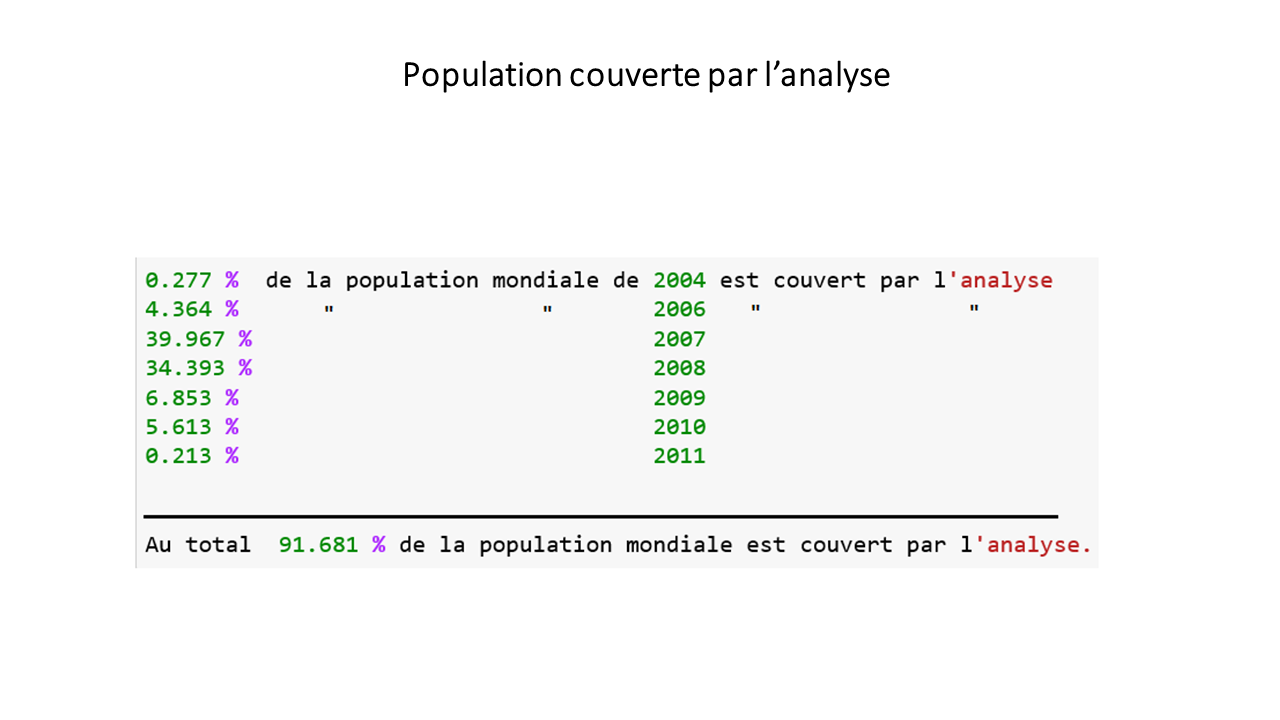 Population couverte par l’analyse
0.277 % de la population mondiale de 2004 est couvert par l'analyse
4.364 % " " 2006 " "
39.967 % 2007
34.393 % 2008
6.853 % 2009
5.613 % 2010
0.213 % 2011
Au total 91.681 % de la population mondiale est couvert par l'analyse.